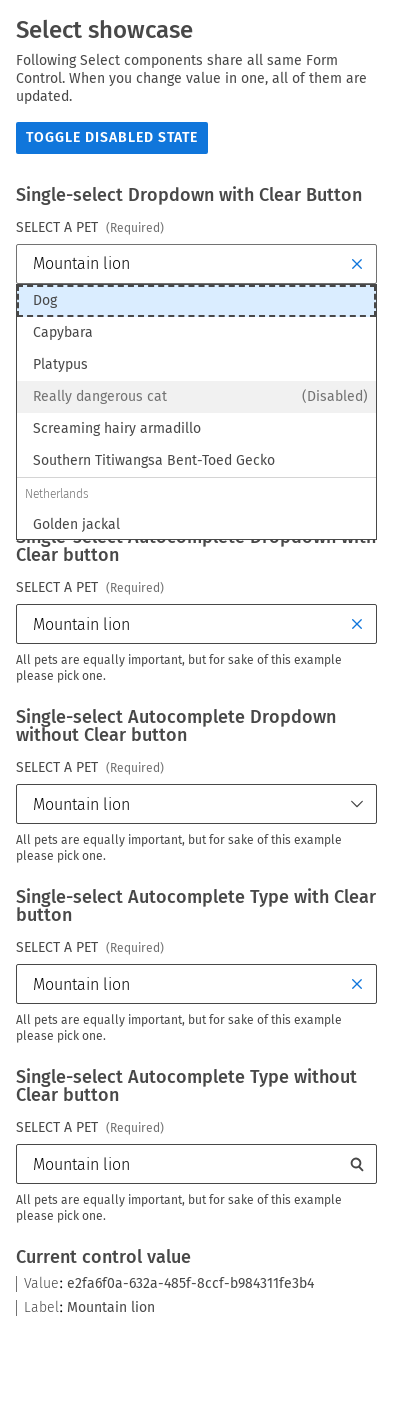 Select showcase
Following Select components share all same Form
Control. When you change value in one, all of them are
updated.
TOGGLE DISABLED STATE
Single-select Dropdown with Clear Button
SELECT A PET (Required)
Mountain lion
Dog
Capybara
Platypus
Really dangerous cat (Disabled)
Screaming hairy armadillo
Southern Titiwangsa Bent-Toed Gecko
Netherlands
Golden jackal
Single-select Autocomplete Dropdown with
Clear button
SELECT A PET (Required)
Mountain lion
All pets are equally important, but for sake of this example
please pick one.
Single-select Autocomplete Dropdown
without Clear button
SELECT A PET (Required)
Mountain lion
All pets are equally important, but for sake of this example
please pick one.
Single-select Autocomplete Type with Clear
button
SELECT A PET (Required)
Mountain lion
All pets are equally important, but for sake of this example
please pick one.
Single-select Autocomplete Type without
Clear button
SELECT A PET (Required)
Mountain lion
All pets are equally important, but for sake of this example
please pick one.
Current control value
Value: e2fa6f0a-632a-485f-8ccf-b984311fe3b4
Label: Mountain lion